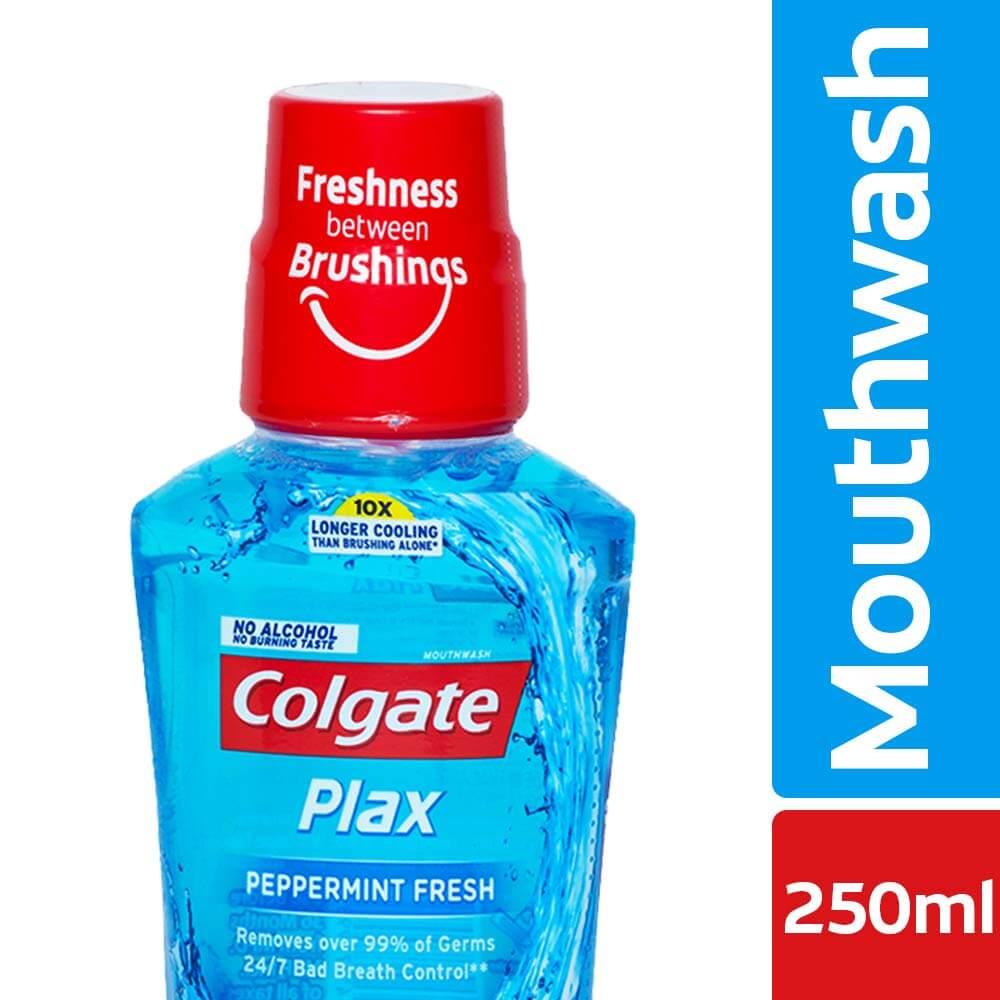 Freshness
between
Brushings
10X
LONGER COOLING
THAN BRUSHING ALONE*
NO ALCOHOL
NO BURNING TASTE
MOUTHWASH
Colgate
Plax
PEPPERMINT FRESH
Removes over 99% of Germs
24/7 Bad Breath Control**
Mouthwash
250ml